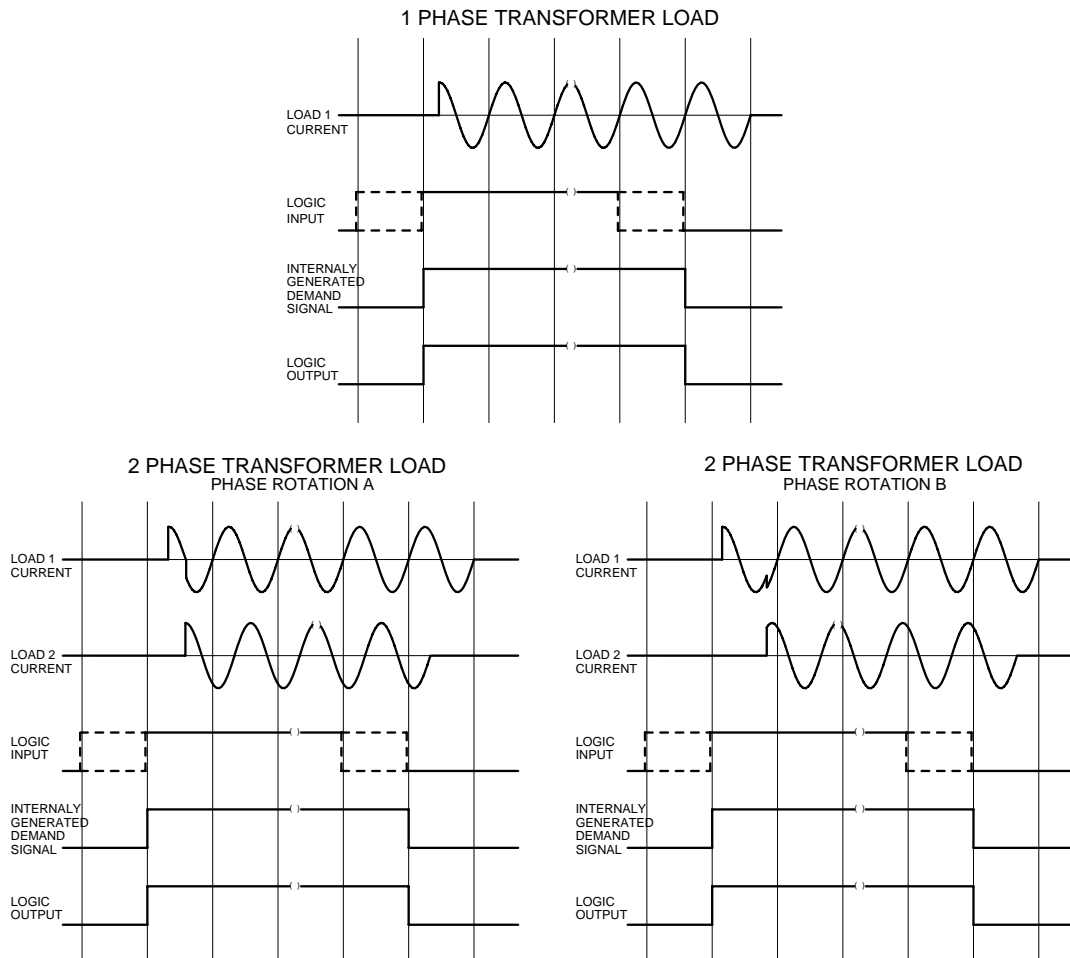 1 PHASE TRANSFORMER LOAD
LOAD 1
CURRENT
LOGIC
INPUT
INTERNALY
GENERATED
DEMAND
SIGNAL
LOGIC
OUTPUT
2 PHASE TRANSFORMER LOAD
PHASE ROTATION A
LOAD 1
CURRENT
LOAD 2
CURRENT
LOGIC
INPUT
INTERNALY
GENERATED
DEMAND
SIGNAL
LOGIC
OUTPUT
2 PHASE TRANSFORMER LOAD
PHASE ROTATION B
LOAD 1
CURRENT
LOAD 2
CURRENT
LOGIC
INPUT
INTERNALY
GENERATED
DEMAND
SIGNAL
LOGIC
OUTPUT